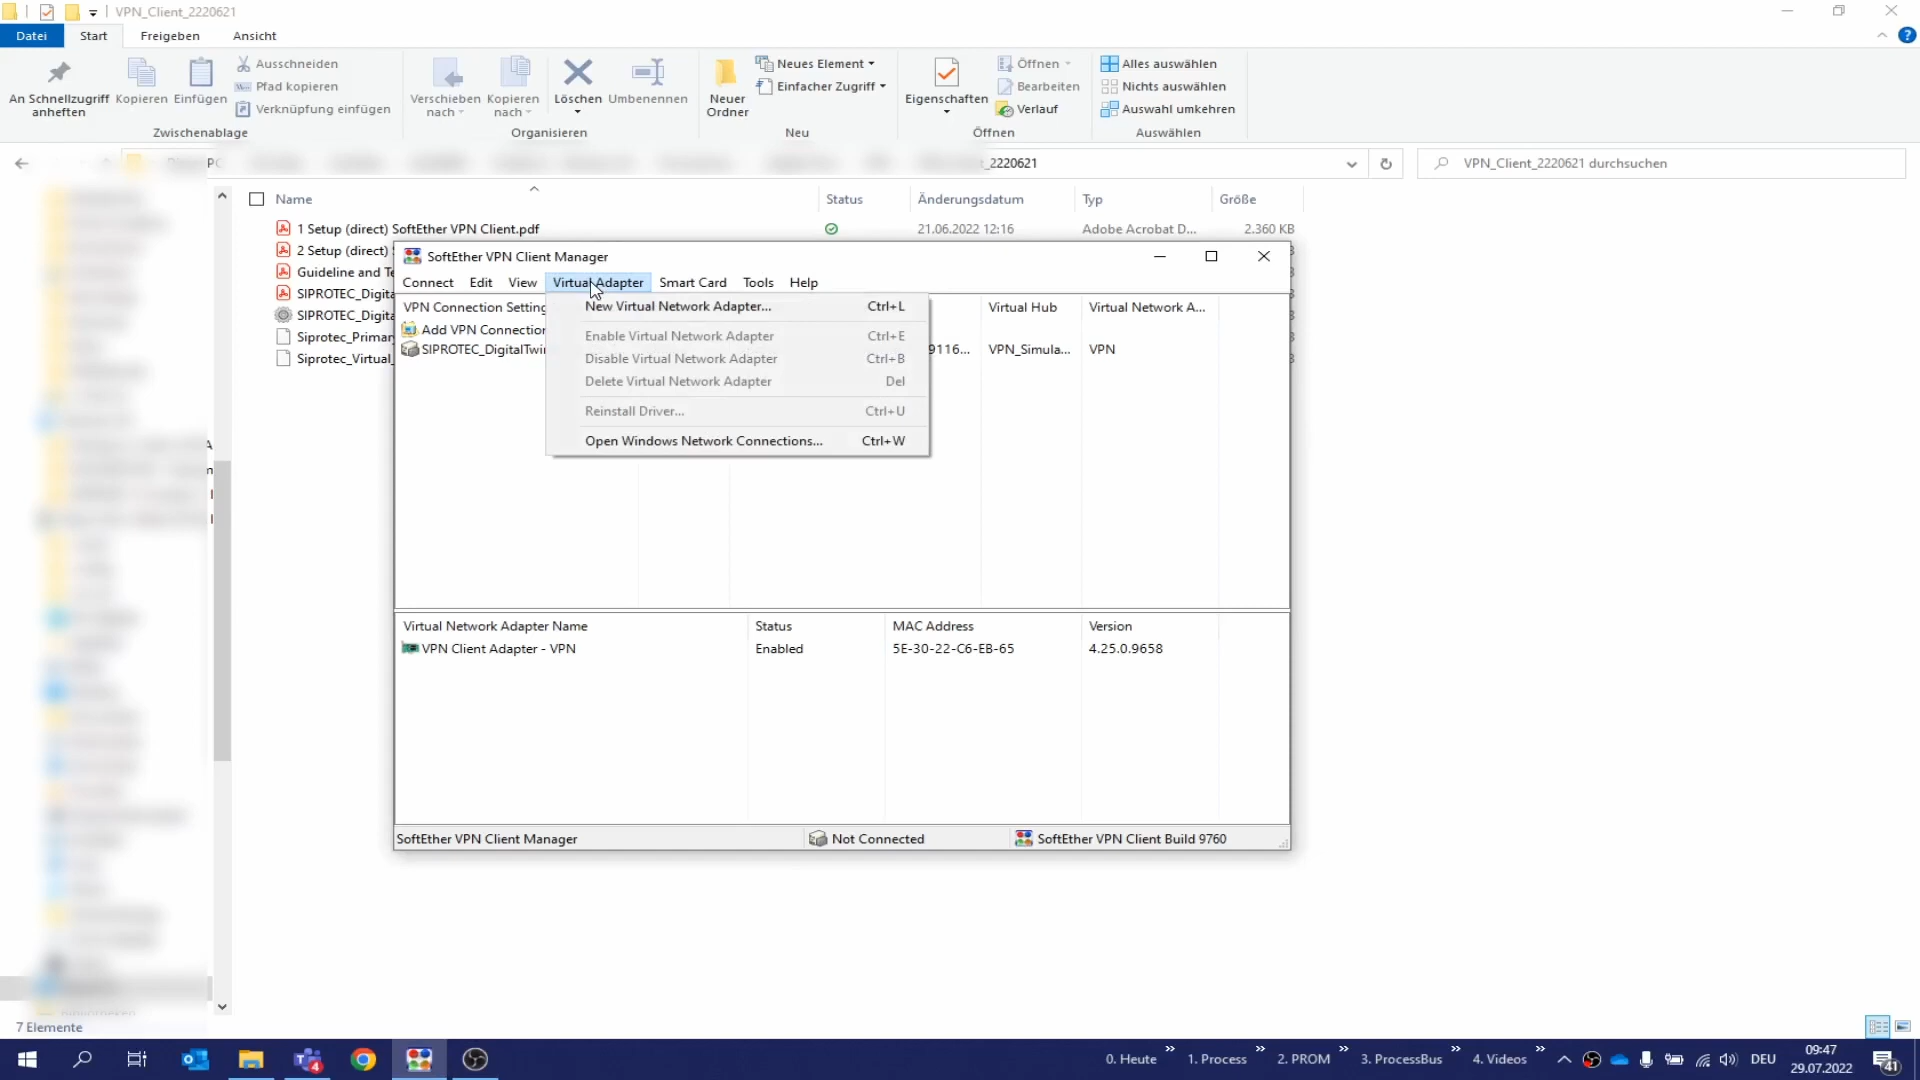 VPN_Client_2220621
Datei Start Freigeben Ansicht
An Schnellzugriff anheften
Kopieren
Einfügen
Ausschneiden
Pfad kopieren
Verknüpfung einfügen
Zwischenablage
Verschieben nach
Kopieren nach
Löschen
Umbenennen
Organisieren
Neuer Ordner
Neues Element
Einfacher Zugriff
Neu
Eigenschaften
Öffnen
Bearbeiten
Verlauf
Öffnen
Alles auswählen
Nichts auswählen
Auswahl umkehren
Auswählen
_2220621
VPN_Client_2220621 durchsuchen
Name Status Änderungsdatum Typ Größe
1 Setup (direct) SoftEther VPN Client.pdf 21.06.2022 12:16 Adobe Acrobat D... 2.360 KB
2 Setup (direct)
Guideline and Te
SIPROTEC_Digita
SIPROTEC_Digita
Siprotec_Primar
Siprotec_Virtual_
SoftEther VPN Client Manager
Connect Edit View Virtual Adapter Smart Card Tools Help
VPN Connection Setting Virtual Hub Virtual Network A...
Add VPN Connection
SIPROTEC_DigitalTwin 9116... VPN_Simula... VPN
New Virtual Network Adapter... Ctrl+L
Enable Virtual Network Adapter Ctrl+E
Disable Virtual Network Adapter Ctrl+B
Delete Virtual Network Adapter Del
Reinstall Driver... Ctrl+U
Open Windows Network Connections... Ctrl+W
Virtual Network Adapter Name Status MAC Address Version
VPN Client Adapter - VPN Enabled 5E-30-22-C6-EB-65 4.25.0.9658
SoftEther VPN Client Manager Not Connected SoftEther VPN Client Build 9760
7 Elemente
4
0. Heute » 1. Process » 2. PROM » 3. ProcessBus » 4. Videos » DEU 09:47
29.07.2022
41